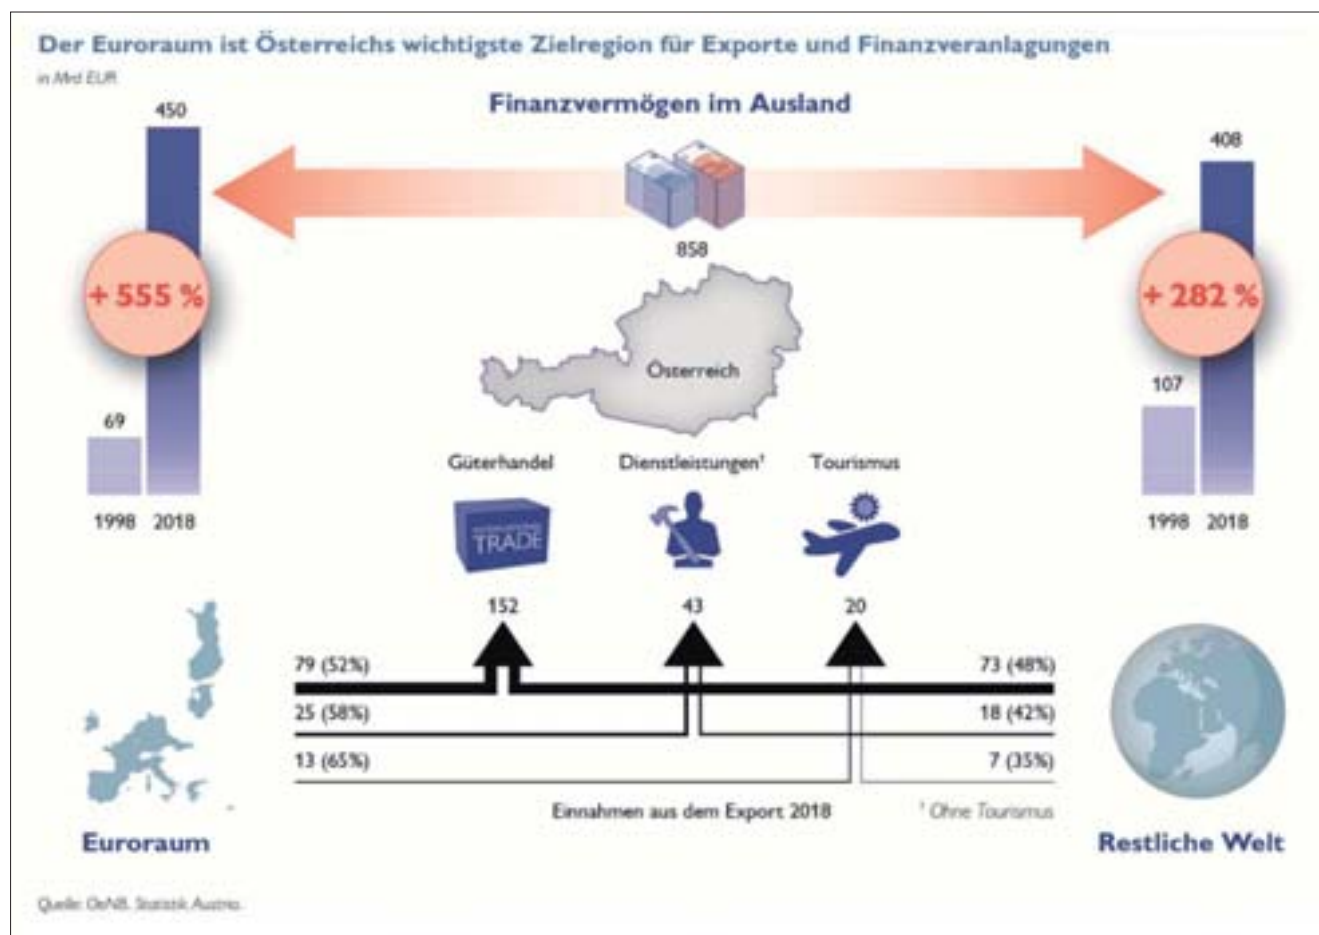 Der Euroraum ist Österreichs wichtigste Zielregion für Exporte und Finanzveranlagungen
in Mrd EUR
Finanzvermögen im Ausland
450
408
858
+ 555 %
+ 282 %
Österreich
107
69
Güterhandel
Dienstleistungen¹
Tourismus
1998 2018
1998 2018
TRADE
152
43
20
79 (52%)
73 (48%)
25 (58%)
18 (42%)
13 (65%)
7 (35%)
Einnahmen aus dem Export 2018
¹ Ohne Tourismus
Euroraum
Restliche Welt
Quelle: OeNB, Statistik Austria.